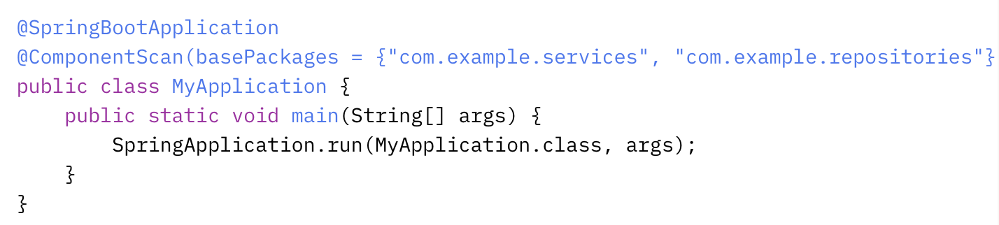 @SpringBootApplication
@ComponentScan(basePackages = {"com.example.services", "com.example.repositories"}
public class MyApplication {
    public static void main(String[] args) {
        SpringApplication.run(MyApplication.class, args);
    }
}